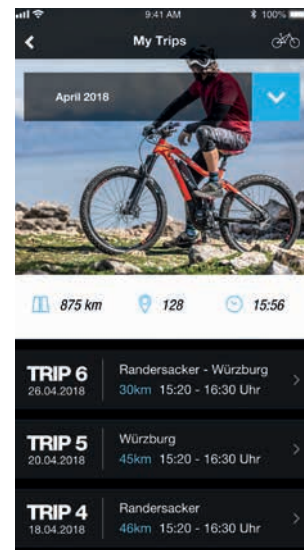 9:41 AM
100%
My Trips
April 2018
875 km
128
15:56
TRIP 6
26.04.2018
Randersacker - Würzburg
30km 15:20 - 16:30 Uhr
TRIP 5
20.04.2018
Würzburg
45km 15:20 - 16:30 Uhr
TRIP 4
18.04.2018
Randersacker
46km 15:20 - 16:30 Uhr